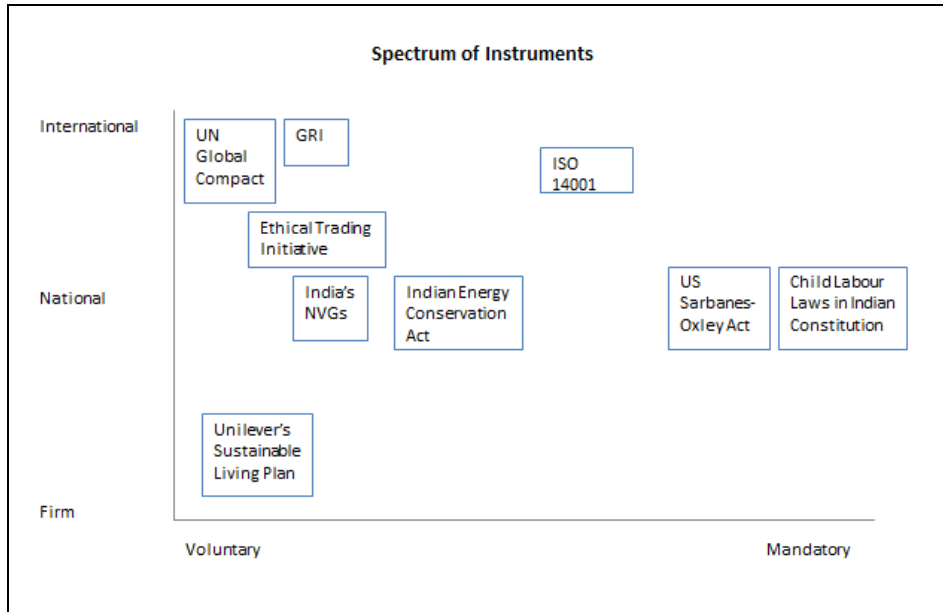 Spectrum of Instruments
International
UN
Global
Compact
GRI
ISO
14001
Ethical Trading
Initiative
National
India's
NVGs
Indian Energy
Conservation
Act
US
Sarbanes-
Oxley Act
Child Labour
Laws in Indian
Constitution
Unilever's
Sustainable
Living Plan
Firm
Voluntary
Mandatory